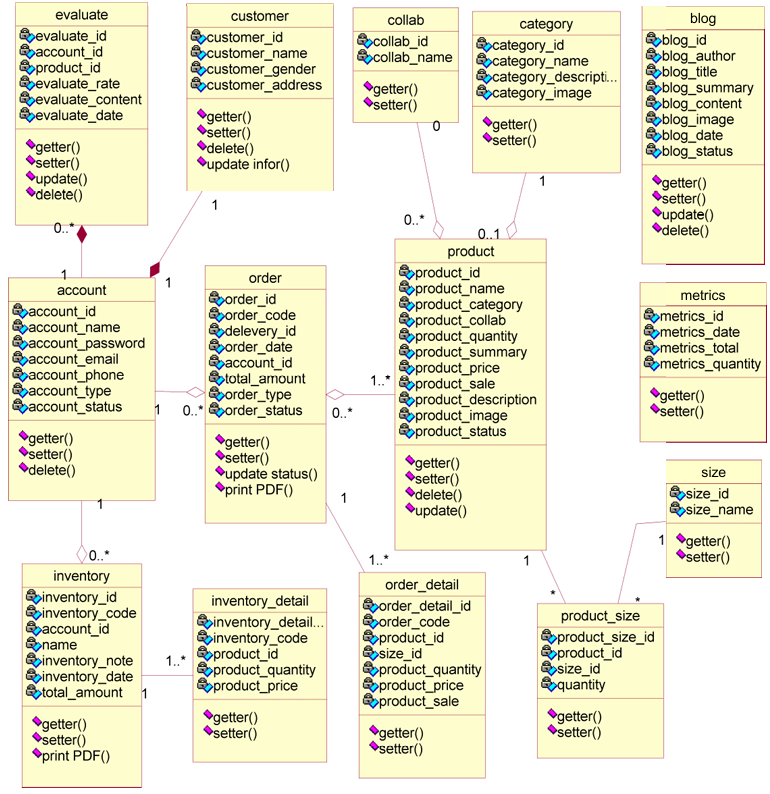 evaluate
evaluate_id
account_id
product_id
evaluate_rate
evaluate_content
evaluate_date
getter()
setter()
update()
delete()
customer
customer_id
customer_name
customer_gender
customer_address
getter()
setter()
delete()
update infor()
collab
collab_id
collab_name
getter()
setter()
category
category_id
category_name
category_descripti...
category_image
getter()
setter()
blog
blog_id
blog_author
blog_title
blog_summary
blog_content
blog_image
blog_date
blog_status
getter()
setter()
update()
delete()
0..*
1
1
1
0
0..*
1
0..1
account
account_id
account_name
account_password
account_email
account_phone
account_type
account_status
getter()
setter()
delete()
1
0..*
order
order_id
order_code
delevery_id
order_date
account_id
total_amount
order_type
order_status
getter()
setter()
update status()
print PDF()
0..*
1..*
product
product_id
product_name
product_category
product_collab
product_quantity
product_summary
product_price
product_sale
product_description
product_image
product_status
getter()
setter()
delete()
update()
metrics
metrics_id
metrics_date
metrics_total
metrics_quantity
getter()
setter()
size
size_id
size_name
getter()
setter()
1
0..*
1
1..*
1
*
1
*
inventory
inventory_id
inventory_code
account_id
name
inventory_note
inventory_date
total_amount
getter()
setter()
print PDF()
1
1..*
inventory_detail
inventory_detail...
inventory_code
product_id
product_quantity
product_price
getter()
setter()
order_detail
order_detail_id
order_code
product_id
size_id
product_quantity
product_price
product_sale
getter()
setter()
product_size
product_size_id
product_id
size_id
quantity
getter()
setter()